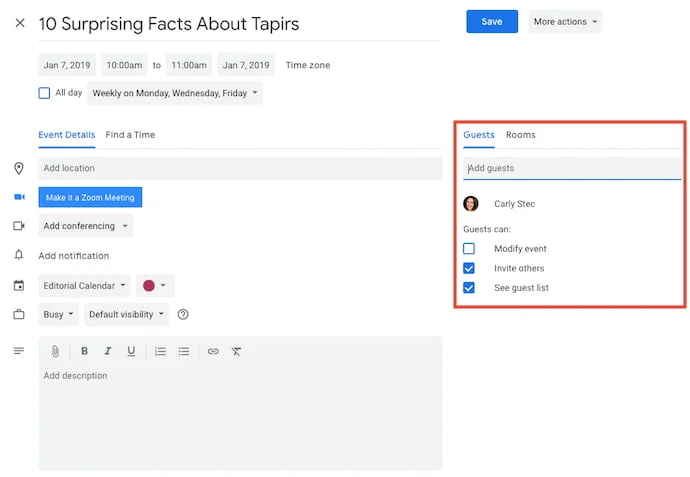 10 Surprising Facts About Tapirs
Save
More actions
Jan 7, 2019 10:00am to 11:00am Jan 7, 2019 Time zone
All day Weekly on Monday, Wednesday, Friday
Event Details Find a Time
Add location
Make it a Zoom Meeting
Add conferencing
Add notification
Editorial Calendar
Busy Default visibility
B I U
Add description
Guests Rooms
Add guests
Carly Stec
Guests can:
Modify event
Invite others
See guest list